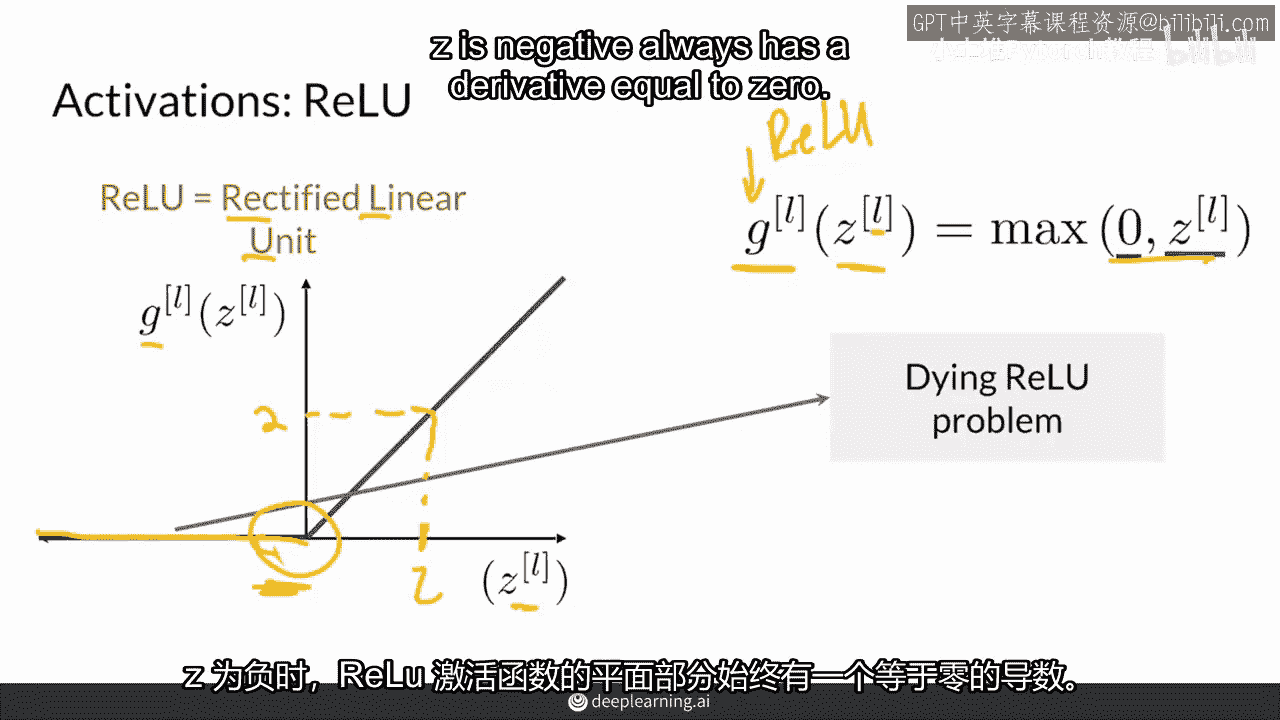 GPT中英字幕课程资源@bilibili.com
bilibili
z is negative always has a
derivative equal to zero.
Activations: ReLU
ReLU
ReLU = Rectified Linear
Unit
g^[l](z^[l]) = max(0, z^[l])
g^[l](z^[l])
Dying ReLU
problem
2
2
(z^[l])
z 为负时，ReLu 激活函数的平面部分始终有一个等于零的导数。
deeplearning.ai